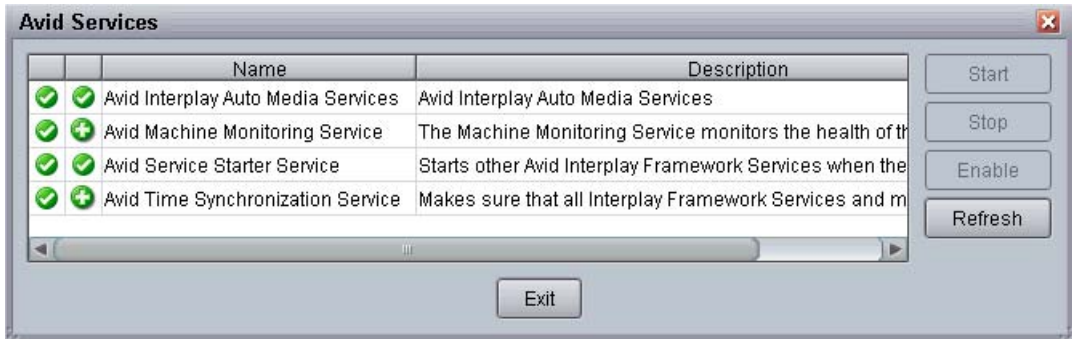 Avid Services
Name Description
Start
Avid Interplay Auto Media Services Avid Interplay Auto Media Services
Avid Machine Monitoring Service The Machine Monitoring Service monitors the health of th
Stop
Avid Service Starter Service Starts other Avid Interplay Framework Services when the
Enable
Avid Time Synchronization Service Makes sure that all Interplay Framework Services and m
Refresh
Exit